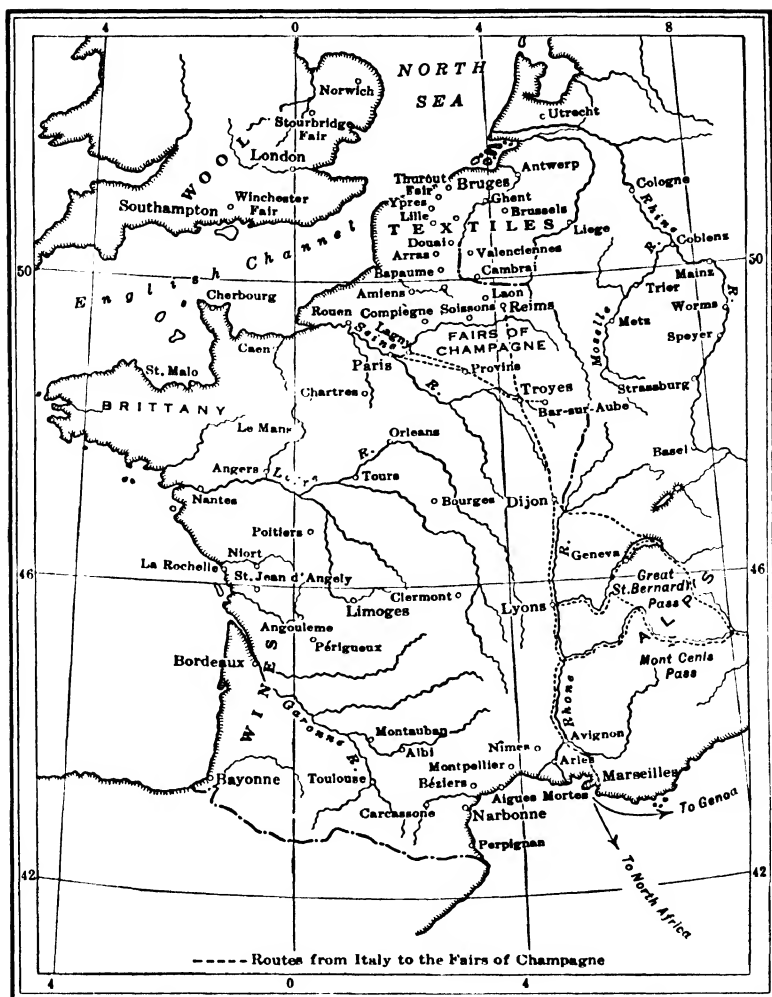 4
0
4
8
NORTH
SEA
Norwich
Stourbridge
Fair
London
WOOL
Winchester
Fair
Southampton
English Channel
Utrecht
Antwerp
Thurout
Fair
Bruges
Ypres
Ghent
Lille
Brussels
TEXTILES
Douai
Arras
Valenciennes
Liege
Bapaume
Cambrai
Cologne
Rhine
R.
Coblenz
50
50
Mainz
Trier
Worms
R.
Moselle
Metz
Speyer
Strassburg
Basel
Cherbourg
Amiens
Laon
Compiegne
Soissons
Reims
Rouen
Seine
Lagny
FAIRS OF
CHAMPAGNE
Caen
Paris
Provins
R.
Troyes
Bar-sur-Aube
St. Malo
Chartres
BRITTANY
Le Mans
Orleans
R.
Angers
Loire
Tours
Nantes
Bourges
Dijon
Poitiers
R.
Geneva
46
46
La Rochelle
Niort
St. Jean d'Angely
Clermont
Lyons
Great
St. Bernard
Pass
ALPS
Limoges
Angouleme
Périgueux
Mont Cenis
Pass
Bordeaux
WINES
Garonne R.
Rhone
Montauban
Albi
Nimes
Avignon
Arles
Montpellier
Bayonne
Toulouse
Béziers
Aigues Mortes
Marseilles
Carcassone
Narbonne
To Genoa
Perpignan
To North Africa
42
42
Routes from Italy to the Fairs of Champagne
4
0
4